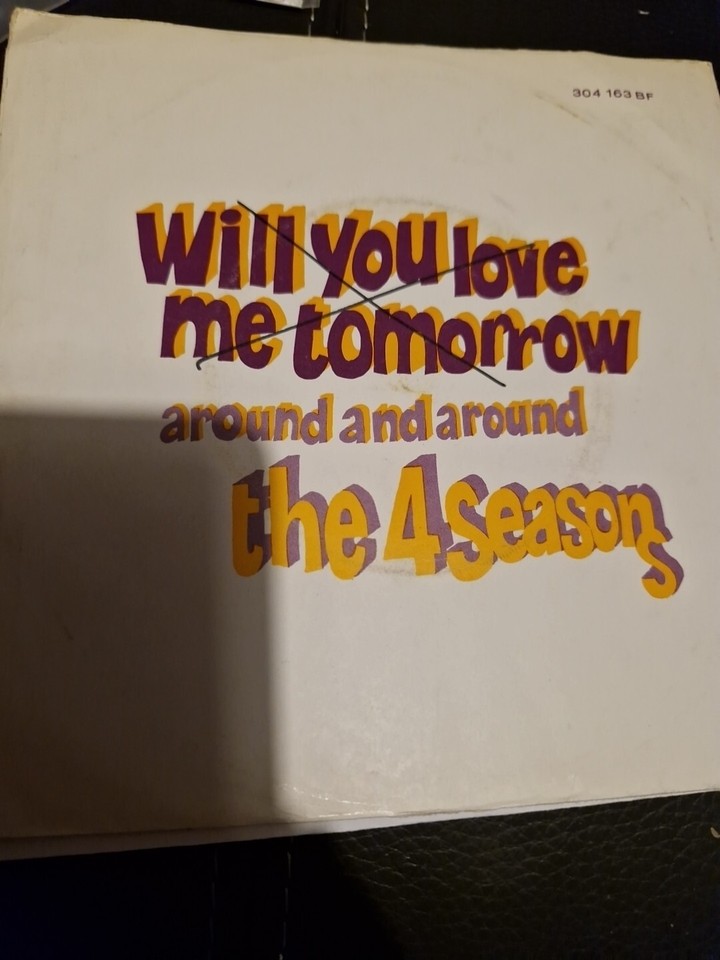 304 163 BF
Will you love
me tomorrow
around and around
the 4 seasons